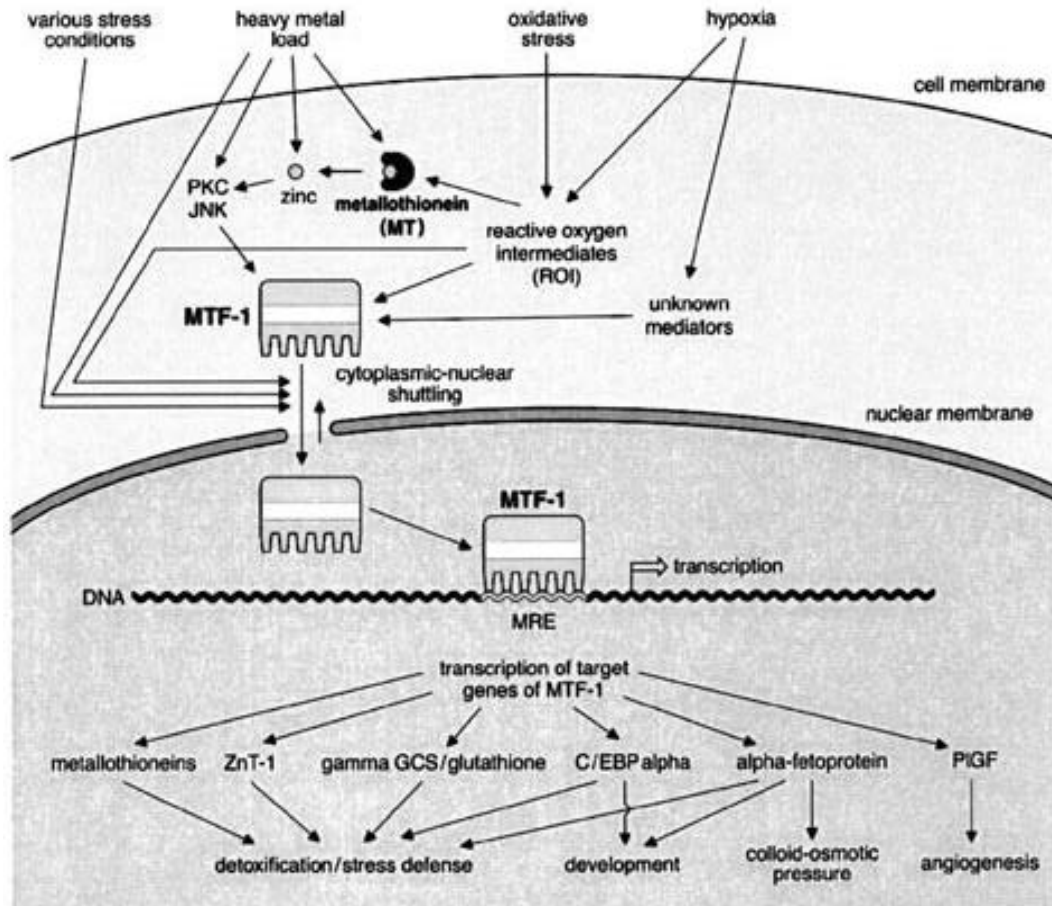 various stress
conditions
heavy metal
load
oxidative
stress
hypoxia
cell membrane
PKC
JNK
zinc
metallothionein
(MT)
reactive oxygen
intermediates
(ROI)
MTF-1
unknown
mediators
cytoplasmic-nuclear
shuttling
nuclear membrane
MTF-1
transcription
DNA
MRE
transcription of target
genes of MTF-1
metallothioneins
ZnT-1
gamma GCS/glutathione
C/EBP alpha
alpha-fetoprotein
PlGF
detoxification/stress defense
development
colloid-osmotic
pressure
angiogenesis